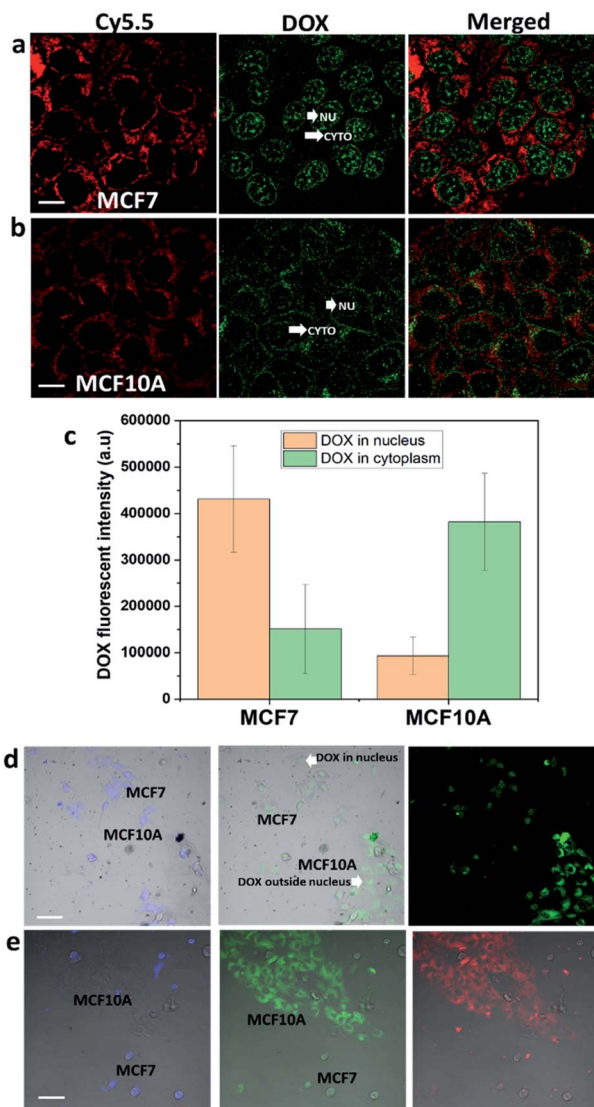 Cy5.5 DOX Merged
a
NU
CYTO
MCF7
b
NU
CYTO
MCF10A
c
600000
500000
400000
300000
200000
100000
0
DOX fluorescent intensity (a.u)
DOX in nucleus
DOX in cytoplasm
MCF7 MCF10A
d
MCF7
MCF10A
DOX in nucleus
MCF7
MCF10A
DOX outside nucleus
e
MCF10A
MCF7
MCF10A
MCF7